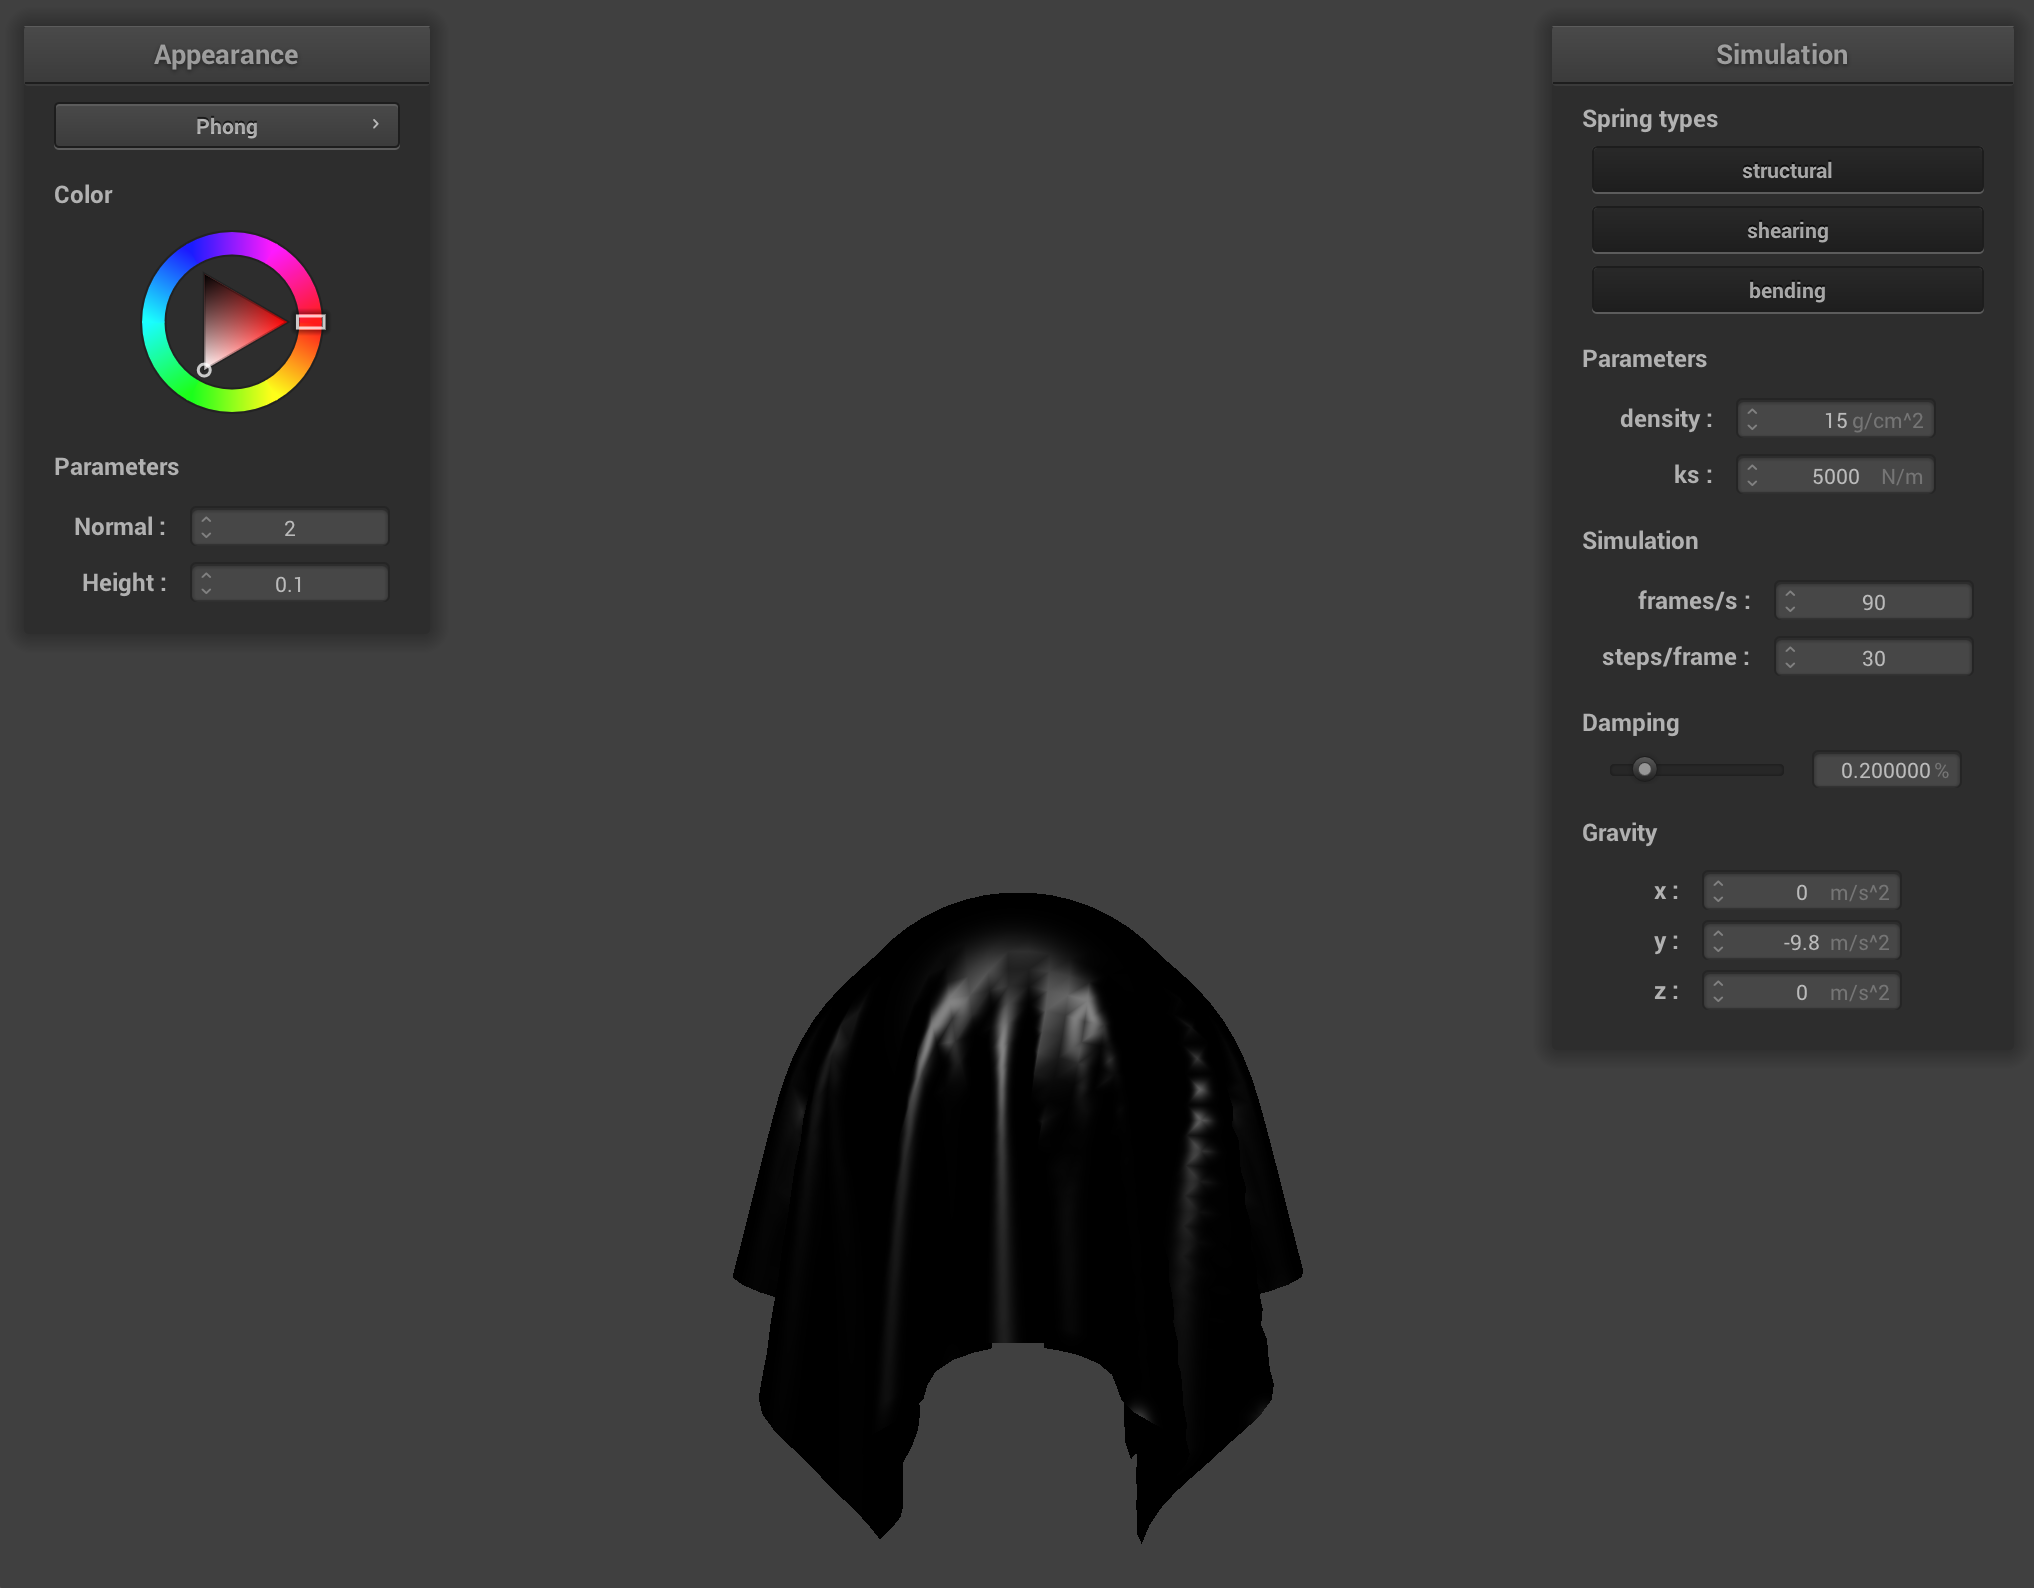 Appearance
Phong
Color
Parameters
Normal : 2
Height : 0.1
Simulation
Spring types
structural
shearing
bending
Parameters
density : 15 g/cm^2
ks : 5000 N/m
Simulation
frames/s : 90
steps/frame : 30
Damping
0.200000 %
Gravity
x : 0 m/s^2
y : -9.8 m/s^2
z : 0 m/s^2